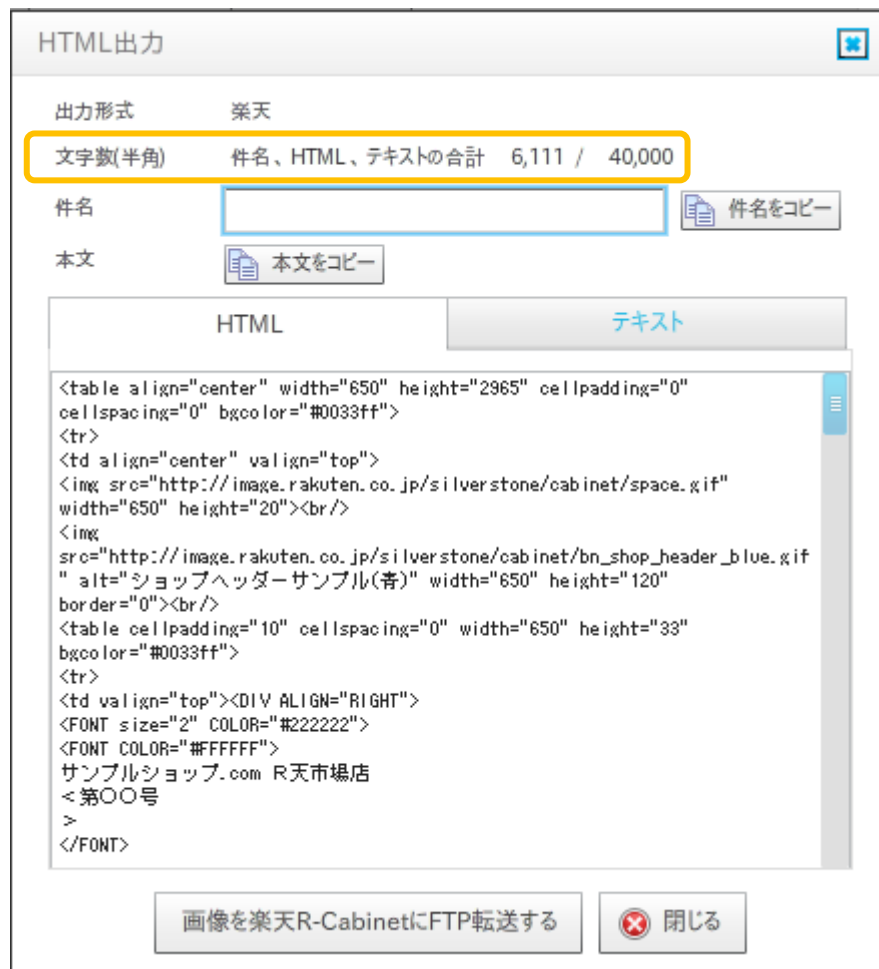 HTML出力
出力形式 楽天
文字数(半角) 件名、HTML、テキストの合計 6,111 / 40,000
件名 件名をコピー
本文 本文をコピー
HTML テキスト
<table align="center" width="650" height="2965" cellpadding="0"
cellspacing="0" bgcolor="#0033ff">
<tr>
<td align="center" valign="top">
<img src="http://image.rakuten.co.jp/silverstone/cabinet/space.gif"
width="650" height="20"><br/>
<img
src="http://image.rakuten.co.jp/silverstone/cabinet/bn_shop_header_blue.gif
" alt="ショップヘッダーサンプル(青)" width="650" height="120"
border="0"><br/>
<table cellpadding="10" cellspacing="0" width="650" height="33"
bgcolor="#0033ff">
<tr>
<td valign="top"><DIV ALIGN="RIGHT">
<FONT size="2" COLOR="#222222">
<FONT COLOR="#FFFFFF">
サンプルショップ.com R天市場店
<第〇〇号
>
</FONT>
画像を楽天R-CabinetにFTP転送する 閉じる